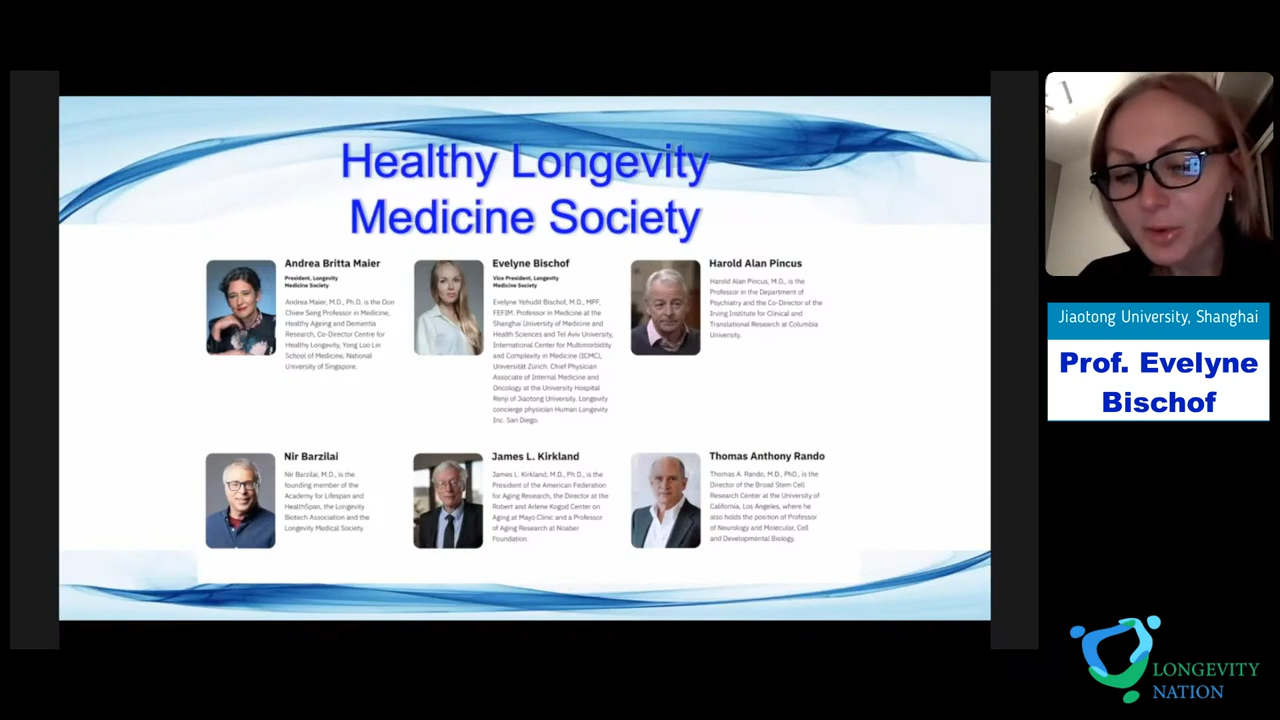 Healthy Longevity
Medicine Society
Andrea Britta Maier
President, Longevity
Medicine Society
Andrea Maier, M.D., Ph.D. is the Oon
Chiew Seng Professor in Medicine,
Healthy Ageing and Dementia
Research, Co-Director Centre for
Healthy Longevity, Yong Loo Lin
School of Medicine, National
University of Singapore.
Evelyne Bischof
Vice President, Longevity
Medicine Society
Evelyne Yehudit Bischof, M.D., MPF,
FEFIM. Professor in Medicine at the
Shanghai University of Medicine and
Health Sciences and Tel Aviv University,
International Center for Multimorbidity
and Complexity in Medicine (ICMC),
Universität Zürich. Chief Physician
Associate of Internal Medicine and
Oncology at the University Hospital
Renji of Jiaotong University. Longevity
concierge physician Human Longevity
Inc. San Diego.
Harold Alan Pincus
Harold Alan Pincus, M.D., is the
Professor in the Department of
Psychiatry and the Co-Director of the
Irving Institute for Clinical and
Translational Research at Columbia
University.
Nir Barzilai
Nir Barzilai, M.D., is the
founding member of the
Academy for Lifespan and
HealthSpan, the Longevity
Biotech Association and the
Longevity Medical Society.
James L. Kirkland
James L. Kirkland, M.D., Ph.D., is the
President of the American Federation
for Aging Research, the Director at the
Robert and Arlene Kogod Center on
Aging at Mayo Clinic and a Professor
of Aging Research at Noaber
Foundation.
Thomas Anthony Rando
Thomas A. Rando, M.D., PhD., is the
Director of the Broad Stem Cell
Research Center at the University of
California, Los Angeles, where he
also holds the position of Professor
of Neurology and Molecular, Cell
and Developmental Biology.
Jiaotong University, Shanghai
Prof. Evelyne
Bischof
LONGEVITY
NATION